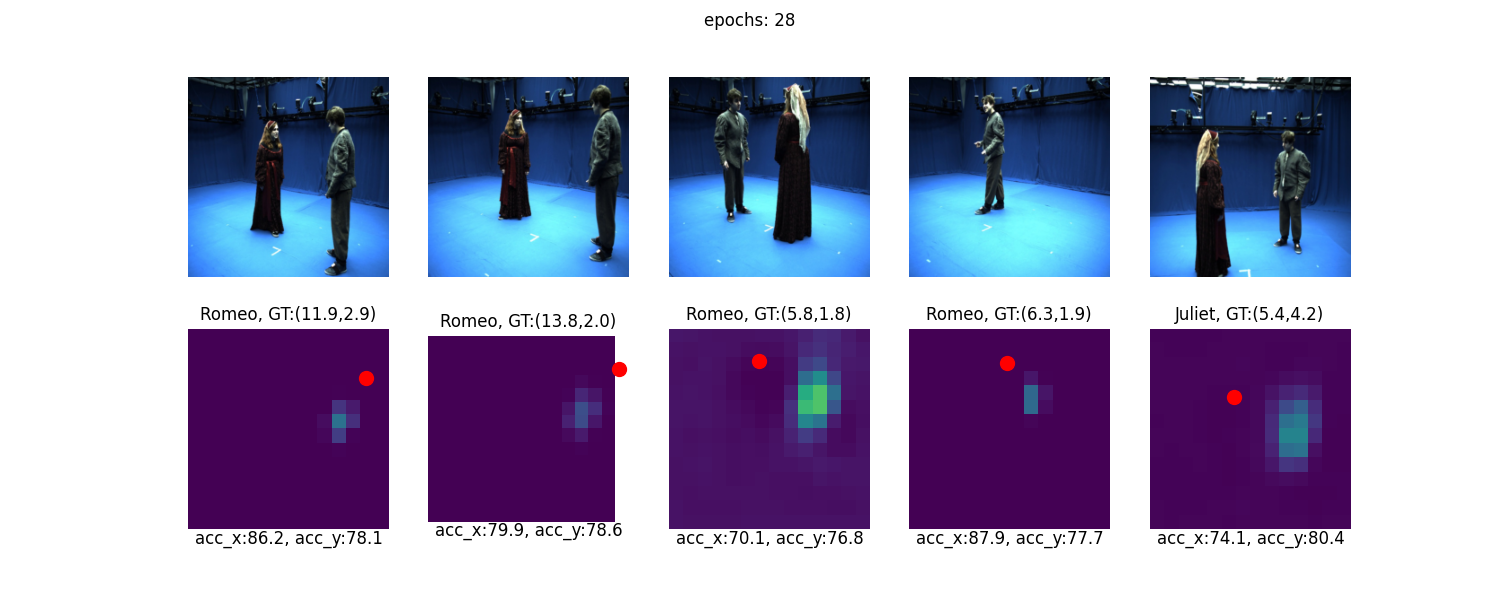 epochs: 28
Romeo, GT:(11.9,2.9)
Romeo, GT:(13.8,2.0)
Romeo, GT:(5.8,1.8)
Romeo, GT:(6.3,1.9)
Juliet, GT:(5.4,4.2)
acc_x:86.2, acc_y:78.1
acc_x:79.9, acc_y:78.6
acc_x:70.1, acc_y:76.8
acc_x:87.9, acc_y:77.7
acc_x:74.1, acc_y:80.4